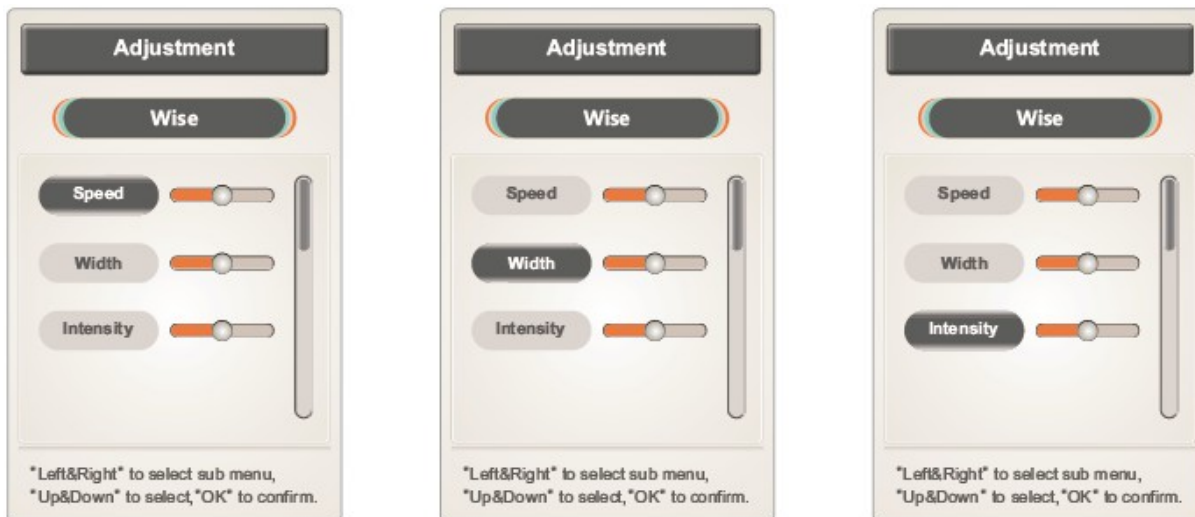 Adjustment
Wise
Speed
Width
Intensity
"Left&Right" to select sub menu,
"Up&Down" to select,"OK" to confirm.
Adjustment
Wise
Speed
Width
Intensity
"Left&Right" to select sub menu,
"Up&Down" to select,"OK" to confirm.
Adjustment
Wise
Speed
Width
Intensity
"Left&Right" to select sub menu,
"Up&Down" to select,"OK" to confirm.